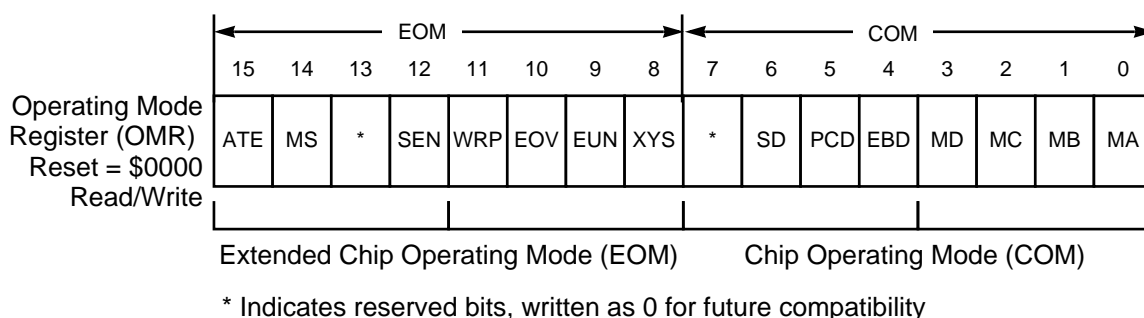 EOM COM
15 14 13 12 11 10 9 8 7 6 5 4 3 2 1 0
Operating Mode
Register (OMR)
Reset = $0000
Read/Write
ATE MS * SEN WRP EOV EUN XYS * SD PCD EBD MD MC MB MA
Extended Chip Operating Mode (EOM) Chip Operating Mode (COM)
* Indicates reserved bits, written as 0 for future compatibility